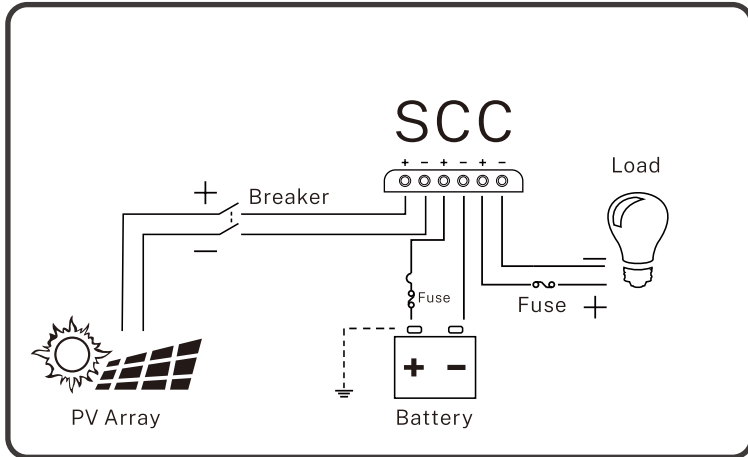 SCC
+ − + − + −
Load
+
Breaker
−
−
Fuse
Fuse
+
+ −
PV Array
Battery